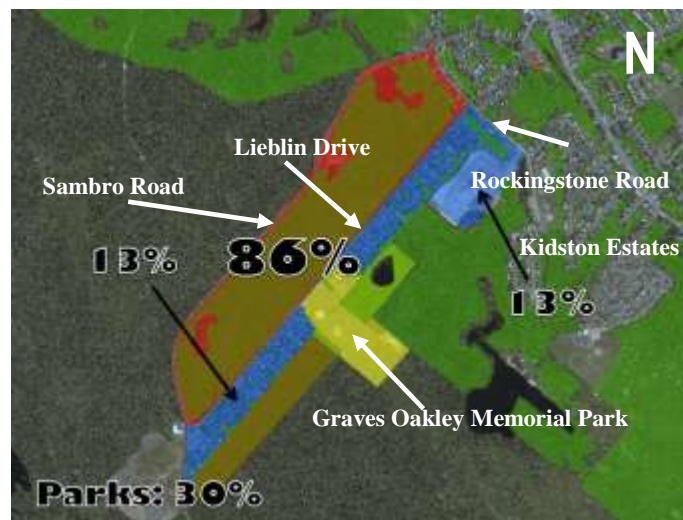 N
Lieblin Drive
Rockingstone Road
Sambro Road
86%
13%
Kidston Estates
13%
Graves Oakley Memorial Park
Parks: 30%